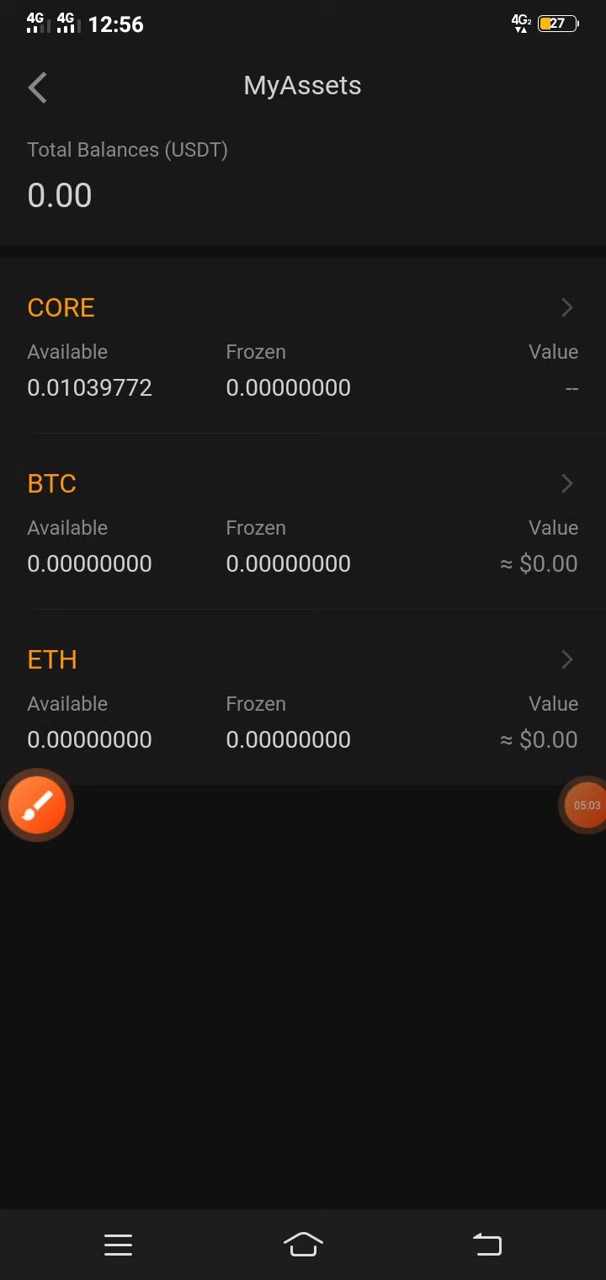 4G 4G 12:56 4G2 27
MyAssets
Total Balances (USDT)
0.00
CORE
Available Frozen Value
0.01039772 0.00000000 --
BTC
Available Frozen Value
0.00000000 0.00000000 ≈ $0.00
ETH
Available Frozen Value
0.00000000 0.00000000 ≈ $0.00
05:03